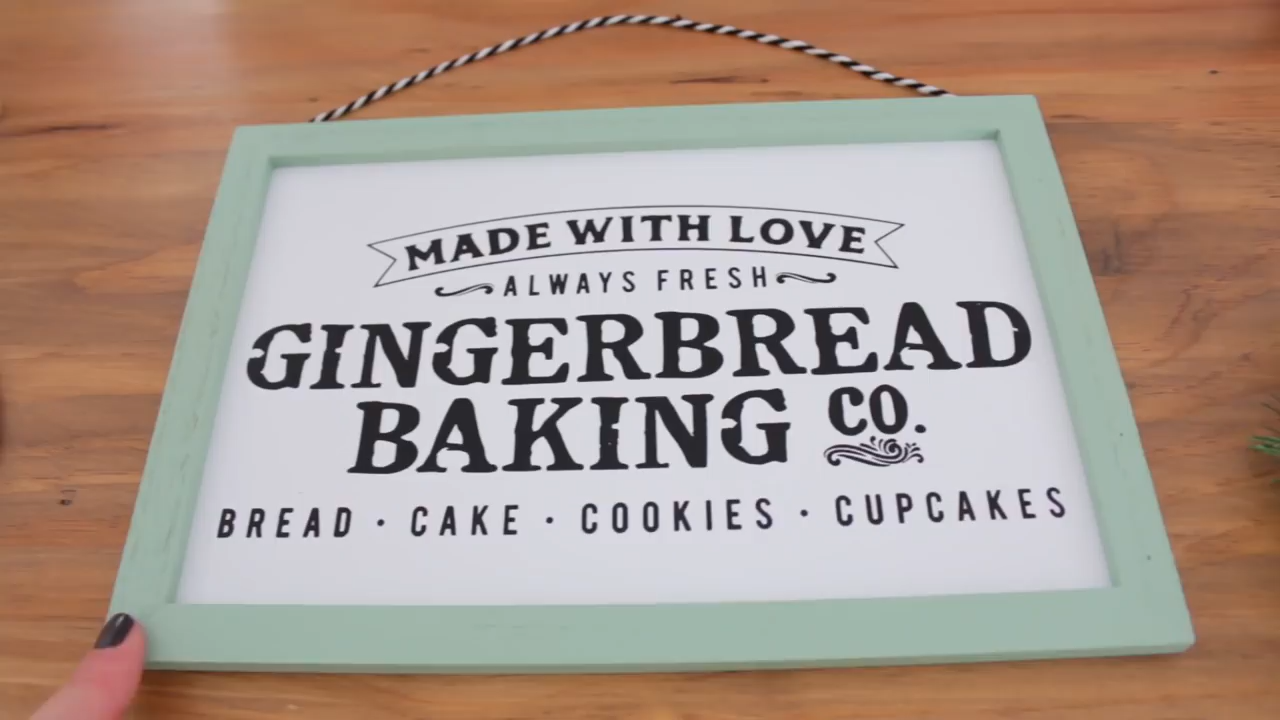 MADE WITH LOVE
ALWAYS FRESH
GINGERBREAD
BAKING CO.
BREAD · CAKE · COOKIES · CUPCAKES